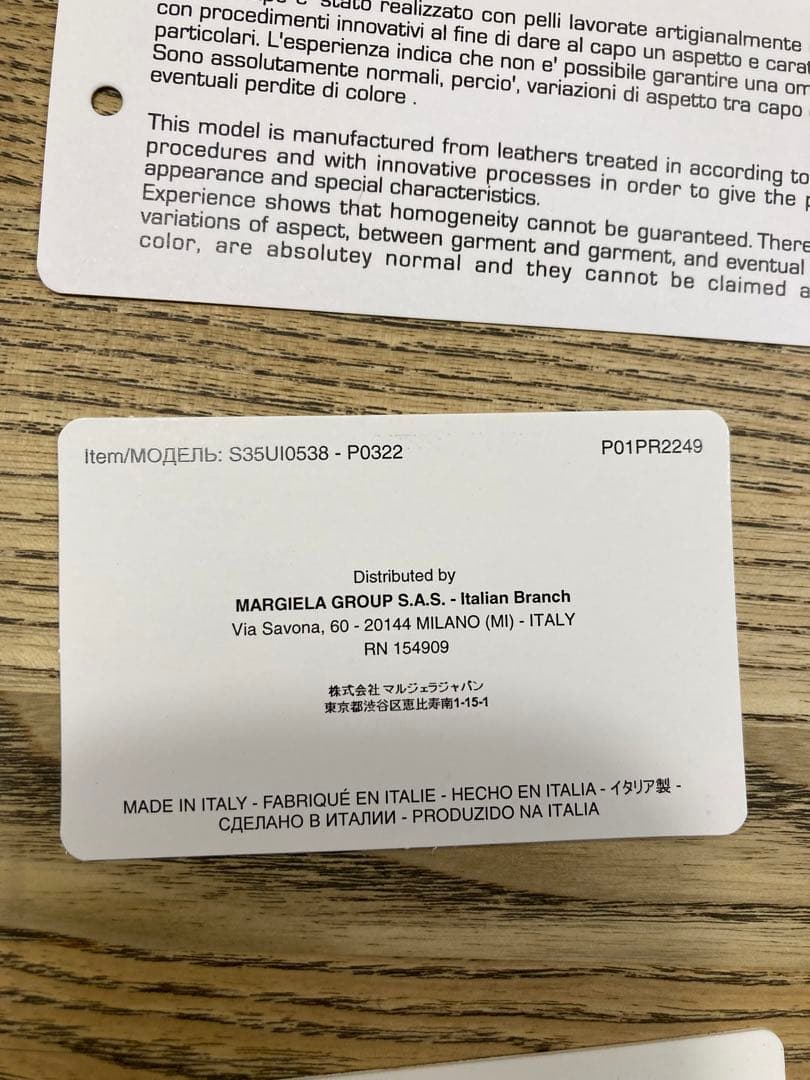 stato realizzato con pelli lavorate artigianalmente
con procedimenti innovativi al fine di dare al capo un aspetto e carat
particolari. L'esperienza indica che non e' possibile garantire una om
Sono assolutamente normali, percio', variazioni di aspetto tra capo
eventuali perdite di colore .
This model is manufactured from leathers treated in according to
procedures and with innovative processes in order to give the p
appearance and special characteristics.
Experience shows that homogeneity cannot be guaranteed. There
variations of aspect, between garment and garment, and eventual
color, are absolutey normal and they cannot be claimed a
Item/МОДЕЛЬ: S35UI0538 - P0322 P01PR2249
Distributed by
MARGIELA GROUP S.A.S. - Italian Branch
Via Savona, 60 - 20144 MILANO (MI) - ITALY
RN 154909
株式会社マルジェラジャパン
東京都渋谷区恵比寿南1-15-1
MADE IN ITALY - FABRIQUÉ EN ITALIE - HECHO EN ITALIA - イタリア製 -
СДЕЛАНО В ИТАЛИИ - PRODUZIDO NA ITALIA